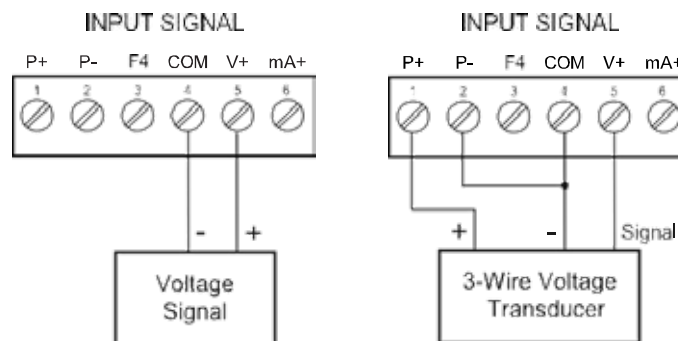 INPUT SIGNAL
P+ P- F4 COM V+ mA+
1 2 3 4 5 6
- +
Voltage
Signal
INPUT SIGNAL
P+ P- F4 COM V+ mA+
1 2 3 4 5 6
+ - Signal
3-Wire Voltage
Transducer